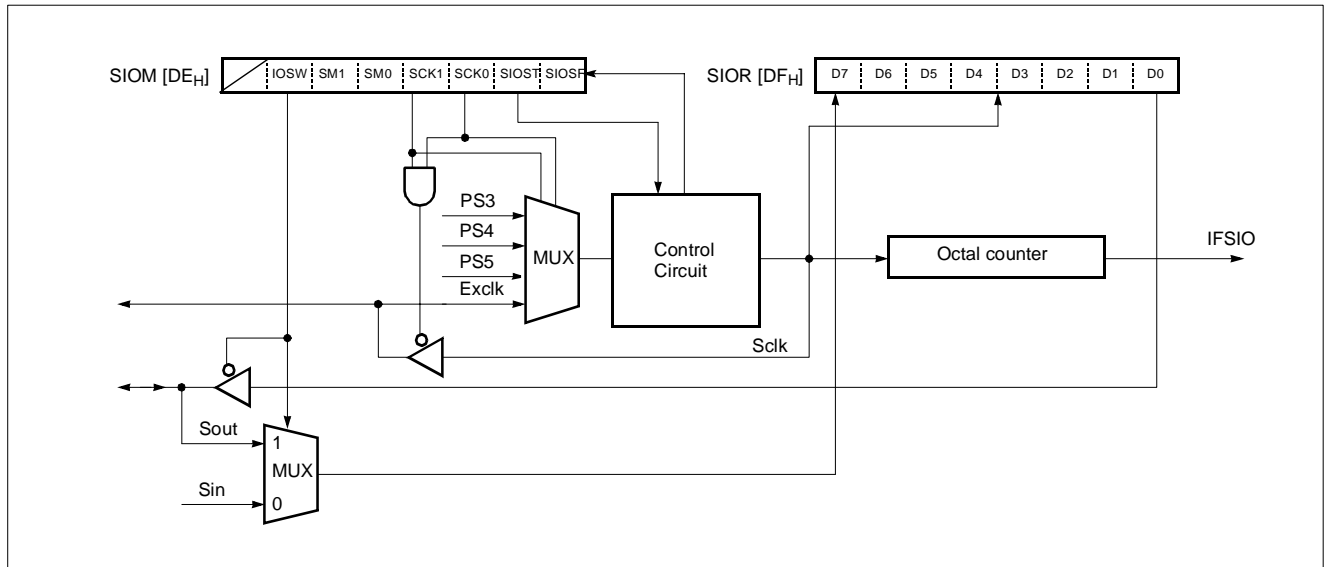 SIOM [DEH] IOSW SM1 SM0 SCK1 SCK0 SIOST SIOSF
SIOR [DFH] D7 D6 D5 D4 D3 D2 D1 D0
PS3
PS4
PS5
Exclk
MUX
Control
Circuit
Octal counter
IFSIO
Sclk
Sout
1
MUX
Sin
0